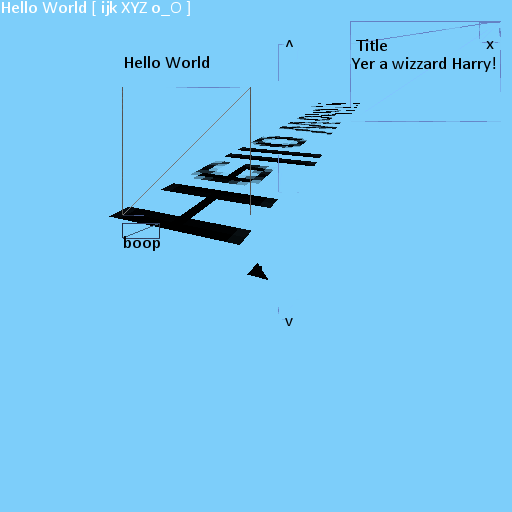 Hello World [ ijk XYZ o_O ]
^
Title
x
Hello World
Yer a wizzard Harry!
Hello World
boop
v